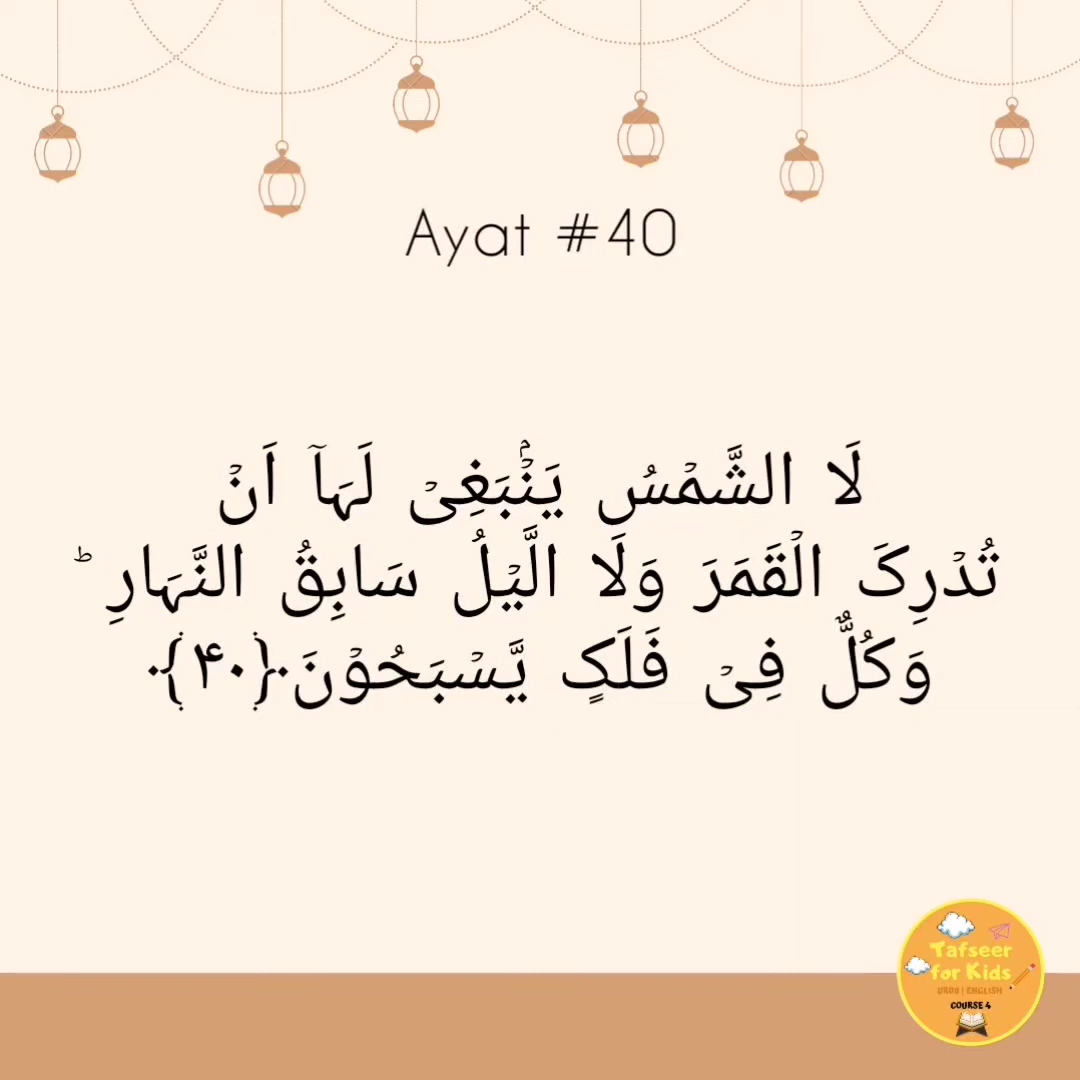 Ayat #40
لَا الشَّمۡسُ یَنۡۢبَغِیۡ لَہَاۤ اَنۡ
تُدۡرِکَ الۡقَمَرَ وَلَا الَّیۡلُ سَابِقُ النَّہَارِ ؕ
وَکُلٌّ فِیۡ فَلَکٍ یَّسۡبَحُوۡنَ ﴿۴۰﴾
Tafseer
for Kids
URDU | ENGLISH
COURSE 4